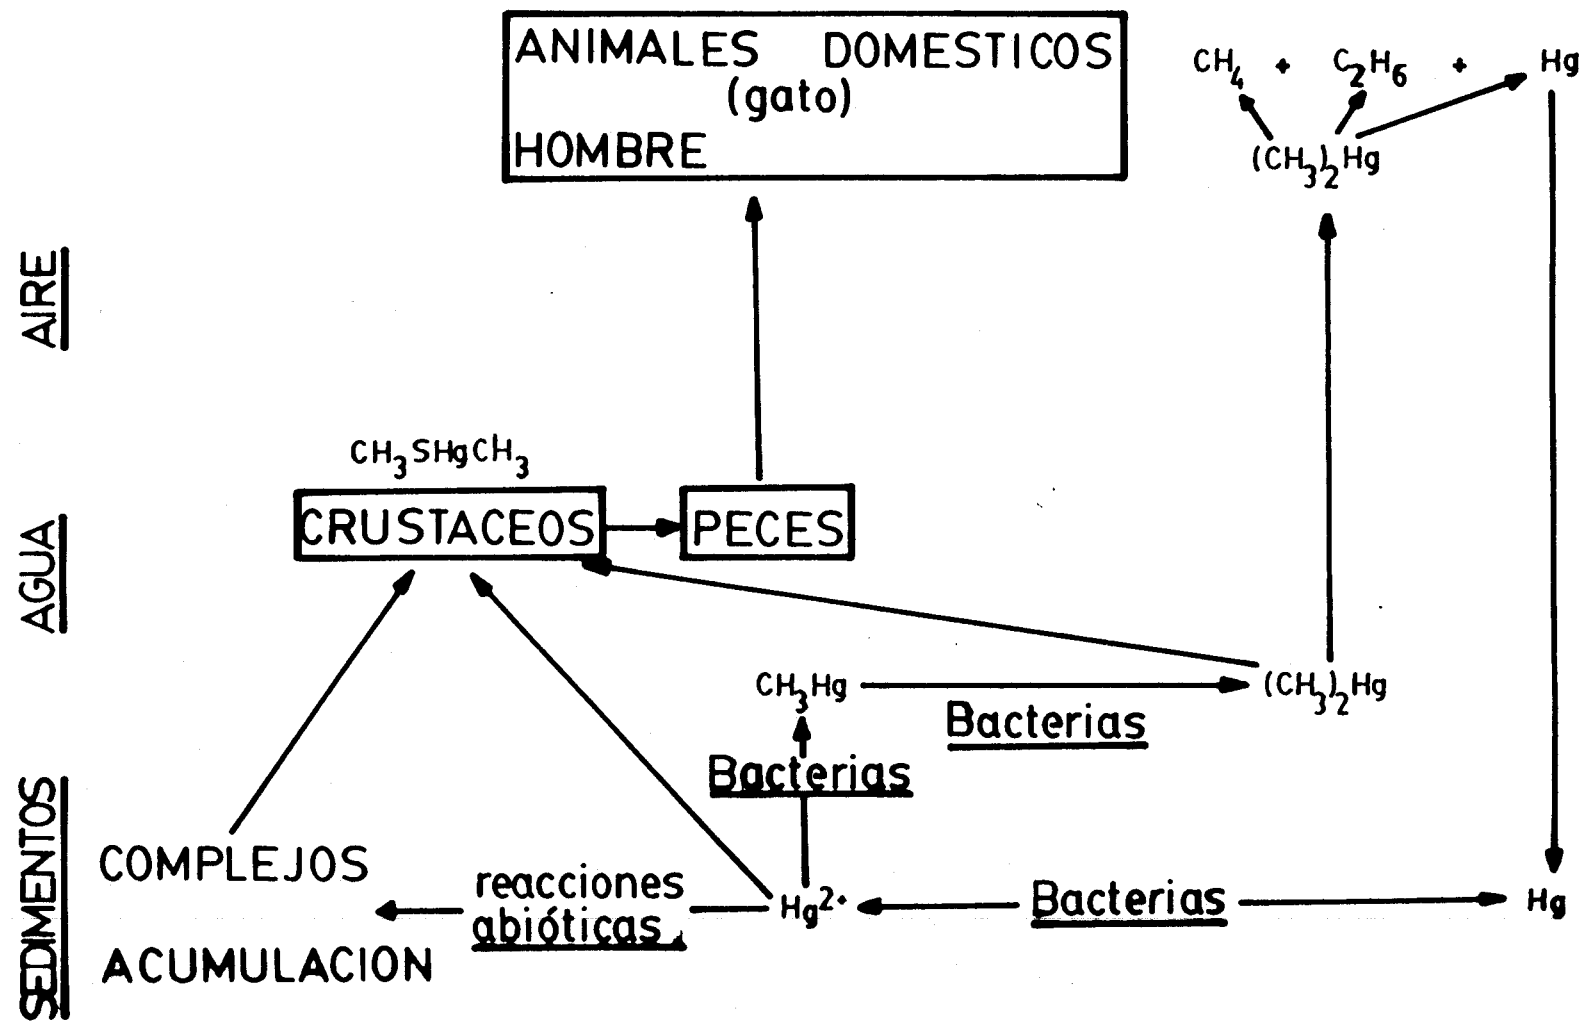 ANIMALES DOMESTICOS
(gato)
HOMBRE
CH4 + C2H6 + Hg
(CH3)2Hg
AIRE
CH3SHgCH3
CRUSTACEOS
PECES
AGUA
CH3Hg
Bacterias
(CH3)2Hg
Bacterias
SEDIMENTOS
COMPLEJOS
reacciones
abióticas
Hg2+
Bacterias
Hg
ACUMULACION